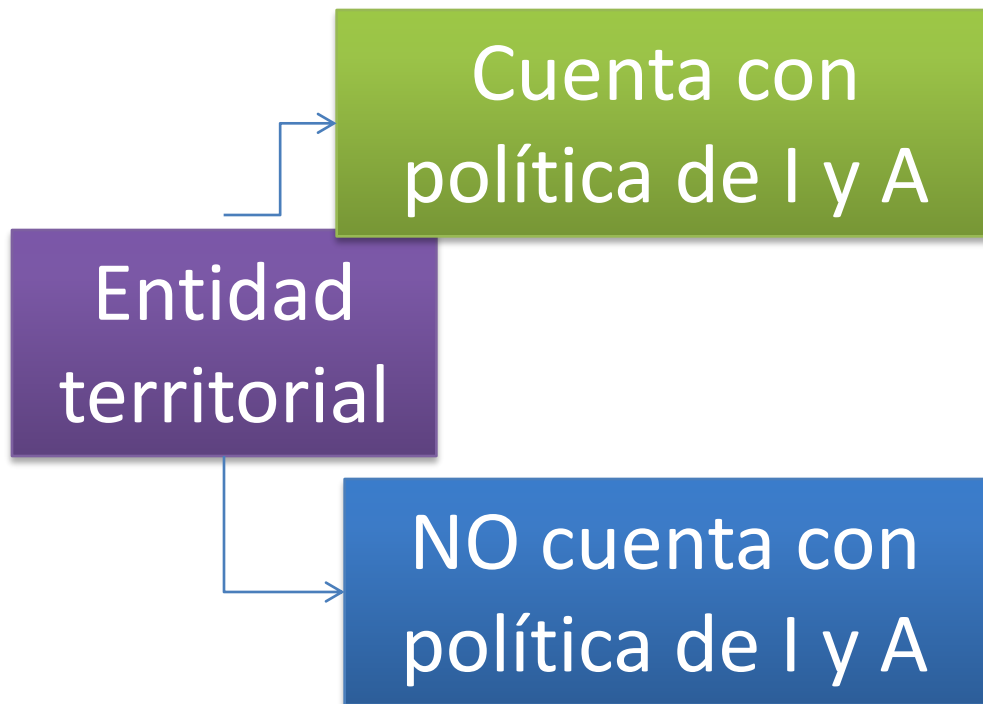 Cuenta con
política de I y A
Entidad
territorial
NO cuenta con
política de I y A